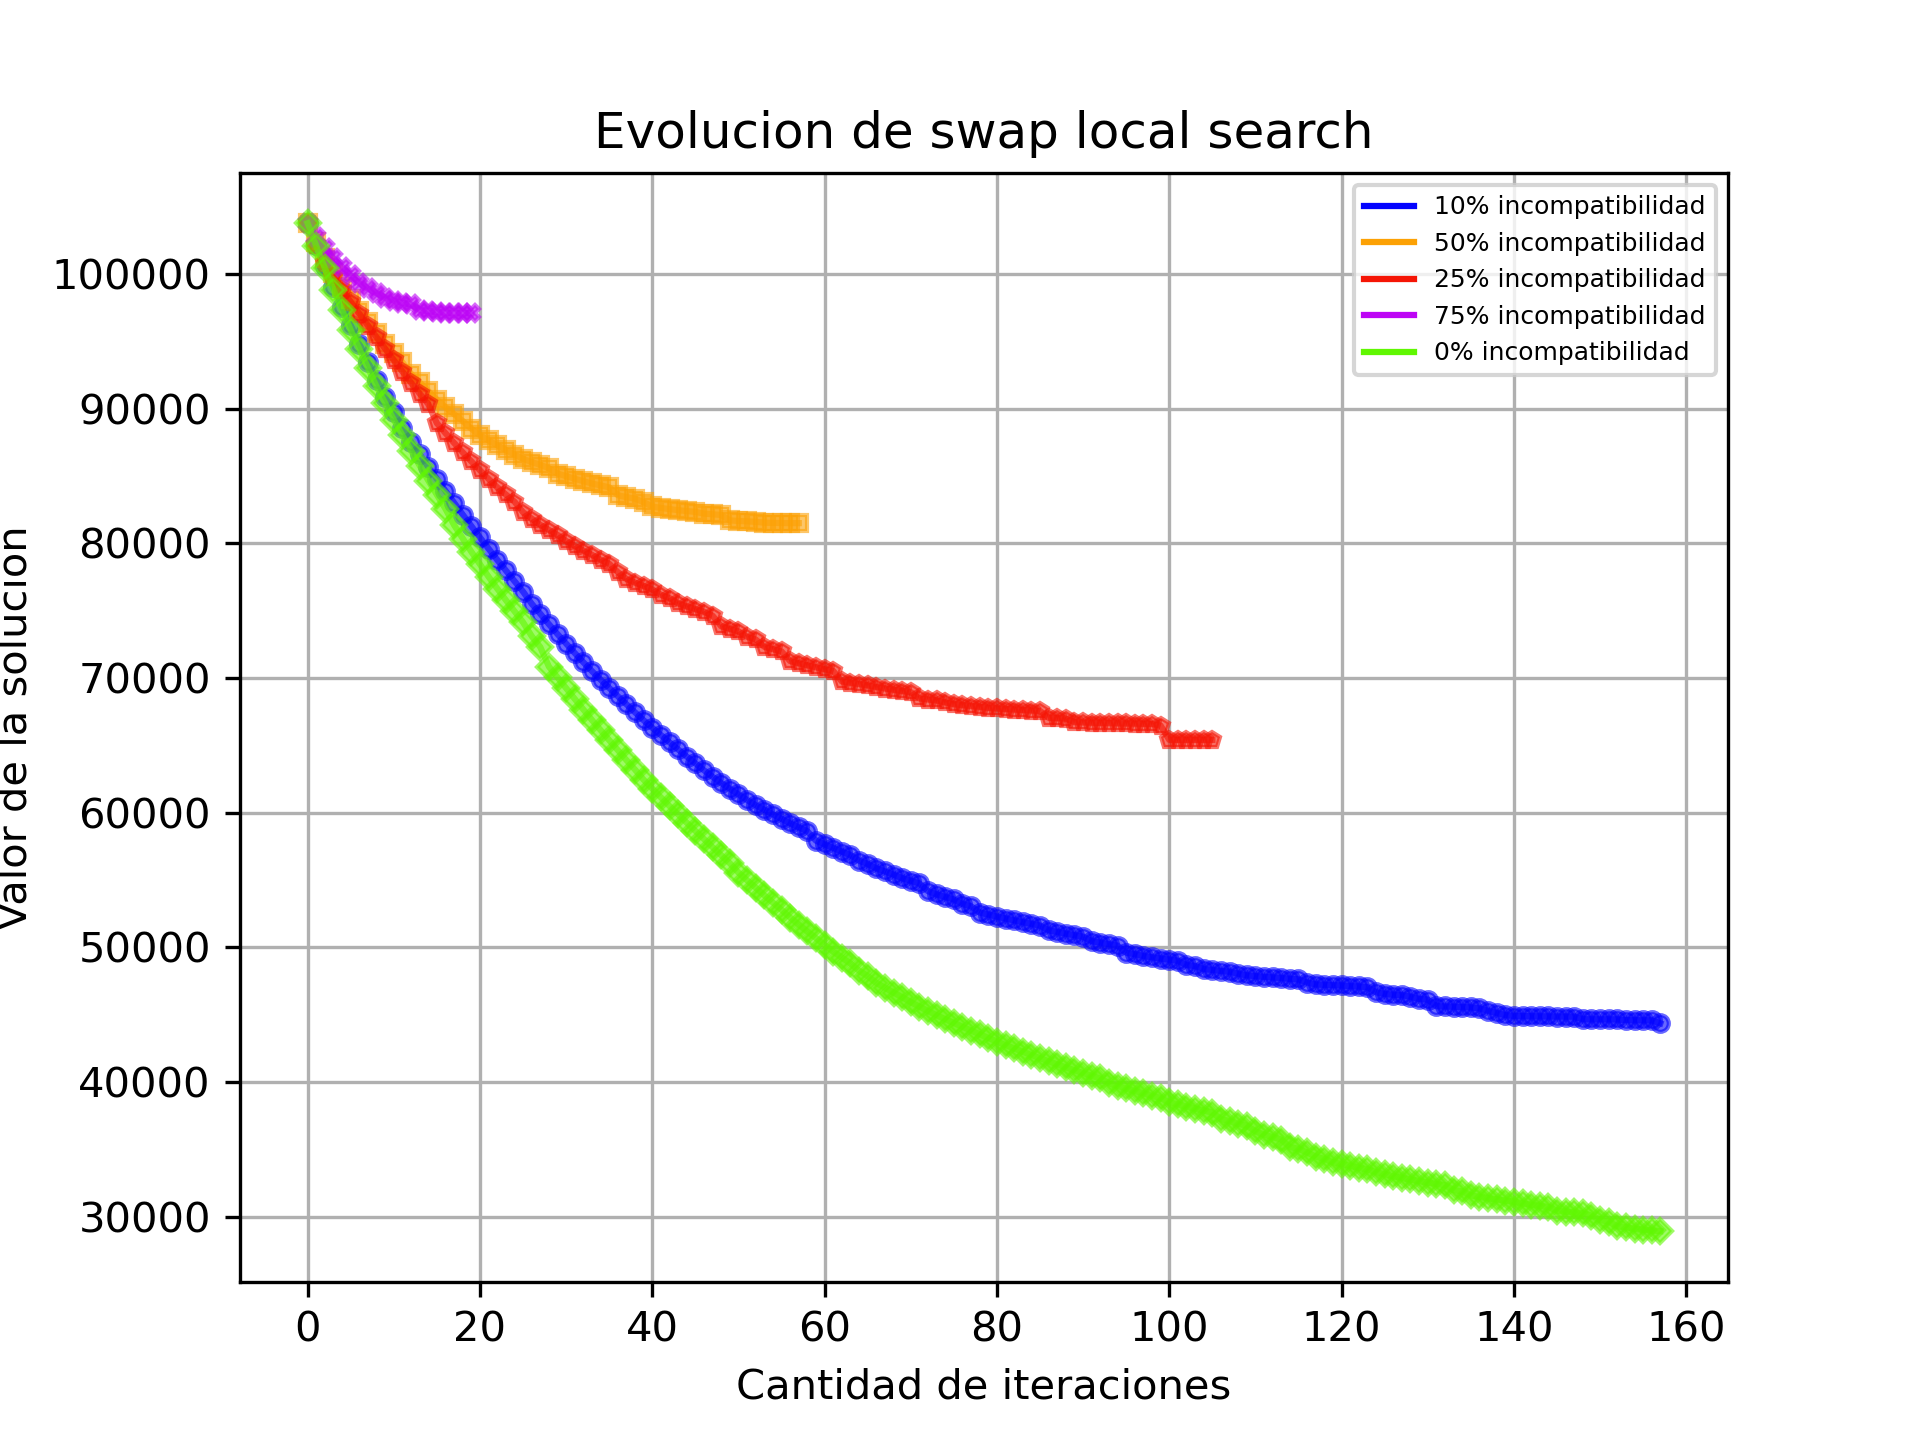 Evolucion de swap local search
10% incompatibilidad
50% incompatibilidad
25% incompatibilidad
75% incompatibilidad
0% incompatibilidad
Valor de la solucion
100000
90000
80000
70000
60000
50000
40000
30000
0 20 40 60 80 100 120 140 160
Cantidad de iteraciones